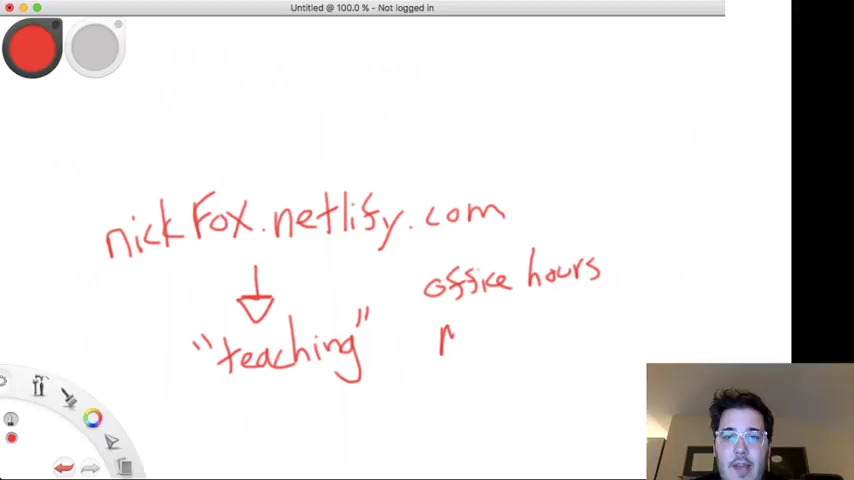 Untitled @ 100.0 % - Not logged in
nickFox.netlify.com
office hours
"teaching"